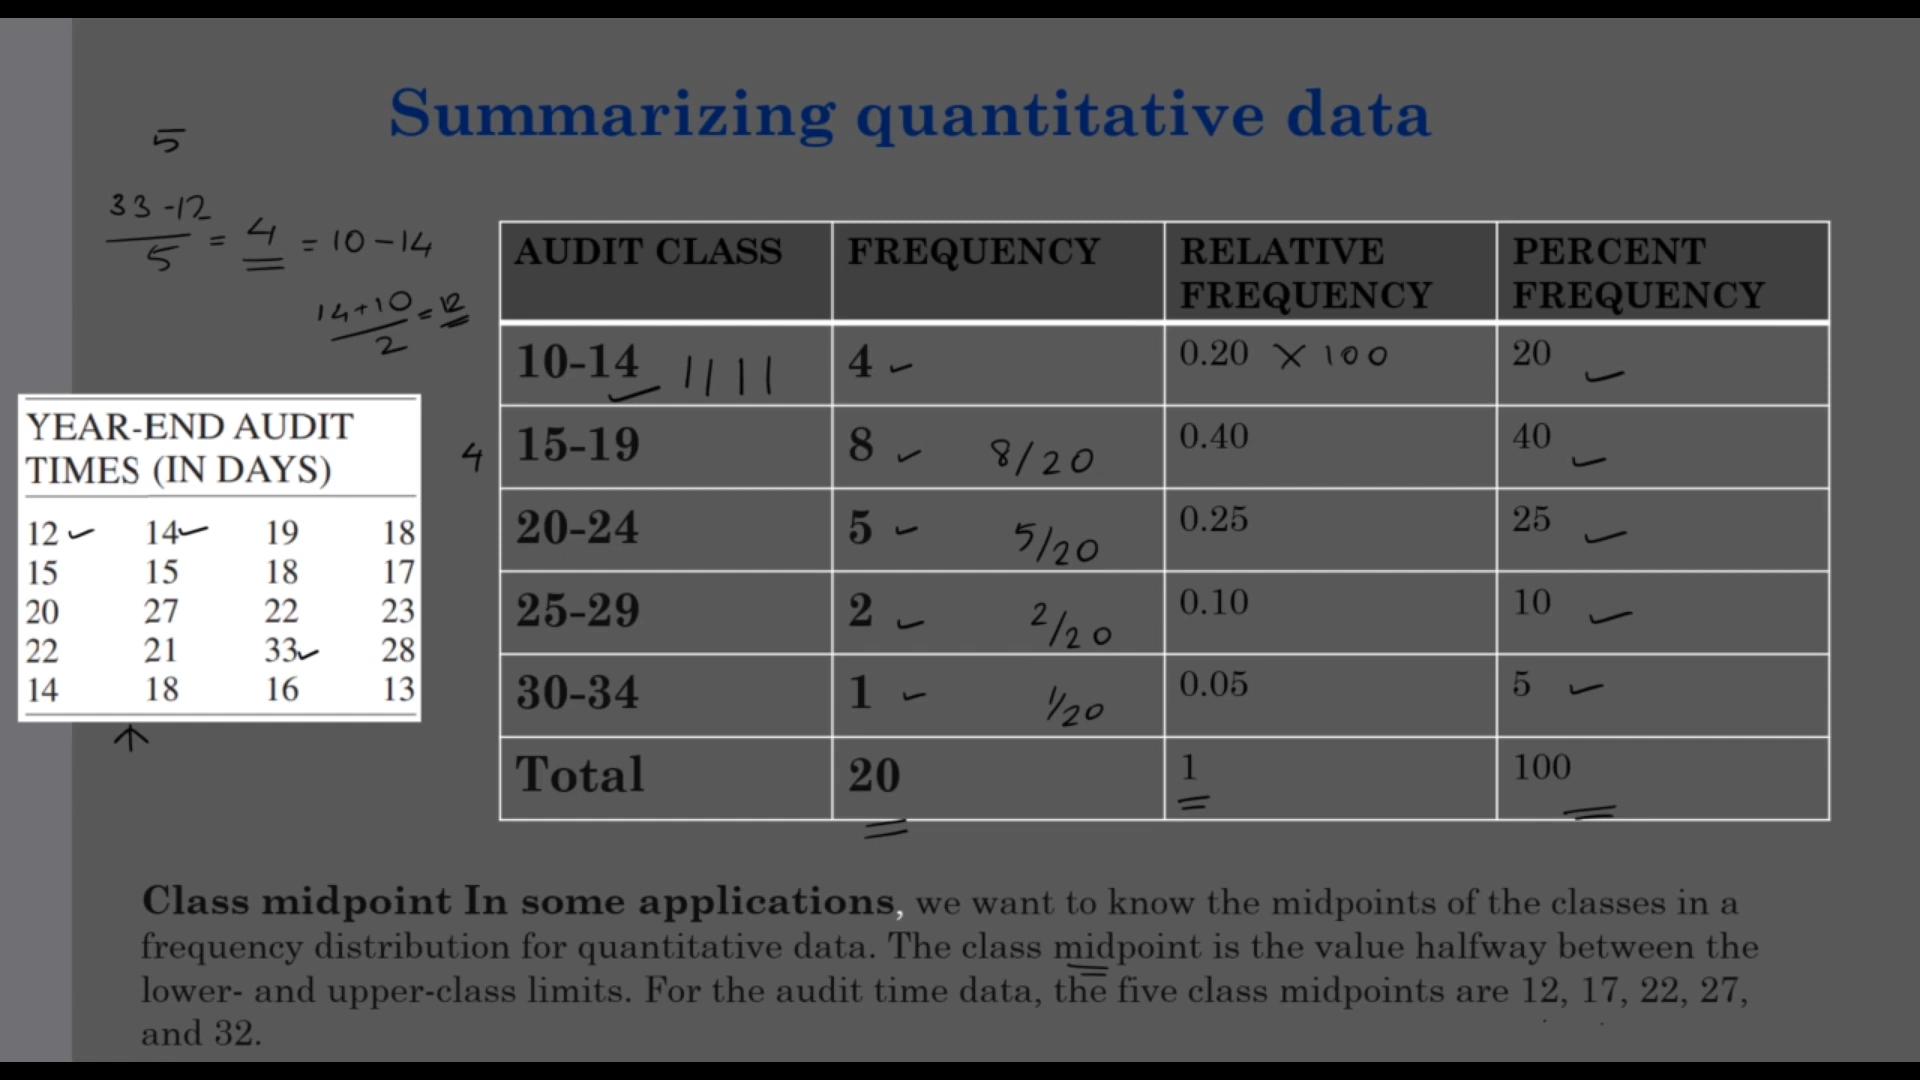 Summarizing quantitative data
5
33-12
5
= 4 = 10-14
14+10
2
= 12
YEAR-END AUDIT
TIMES (IN DAYS)
12 14 19 18
15 15 18 17
20 27 22 23
22 21 33 28
14 18 16 13
4
AUDIT CLASS FREQUENCY RELATIVE FREQUENCY PERCENT FREQUENCY
10-14 |||| 4 0.20 × 100 20
15-19 8 8/20 0.40 40
20-24 5 5/20 0.25 25
25-29 2 2/20 0.10 10
30-34 1 1/20 0.05 5
Total 20 1 100
Class midpoint In some applications, we want to know the midpoints of the classes in a
frequency distribution for quantitative data. The class midpoint is the value halfway between the
lower- and upper-class limits. For the audit time data, the five class midpoints are 12, 17, 22, 27,
and 32.